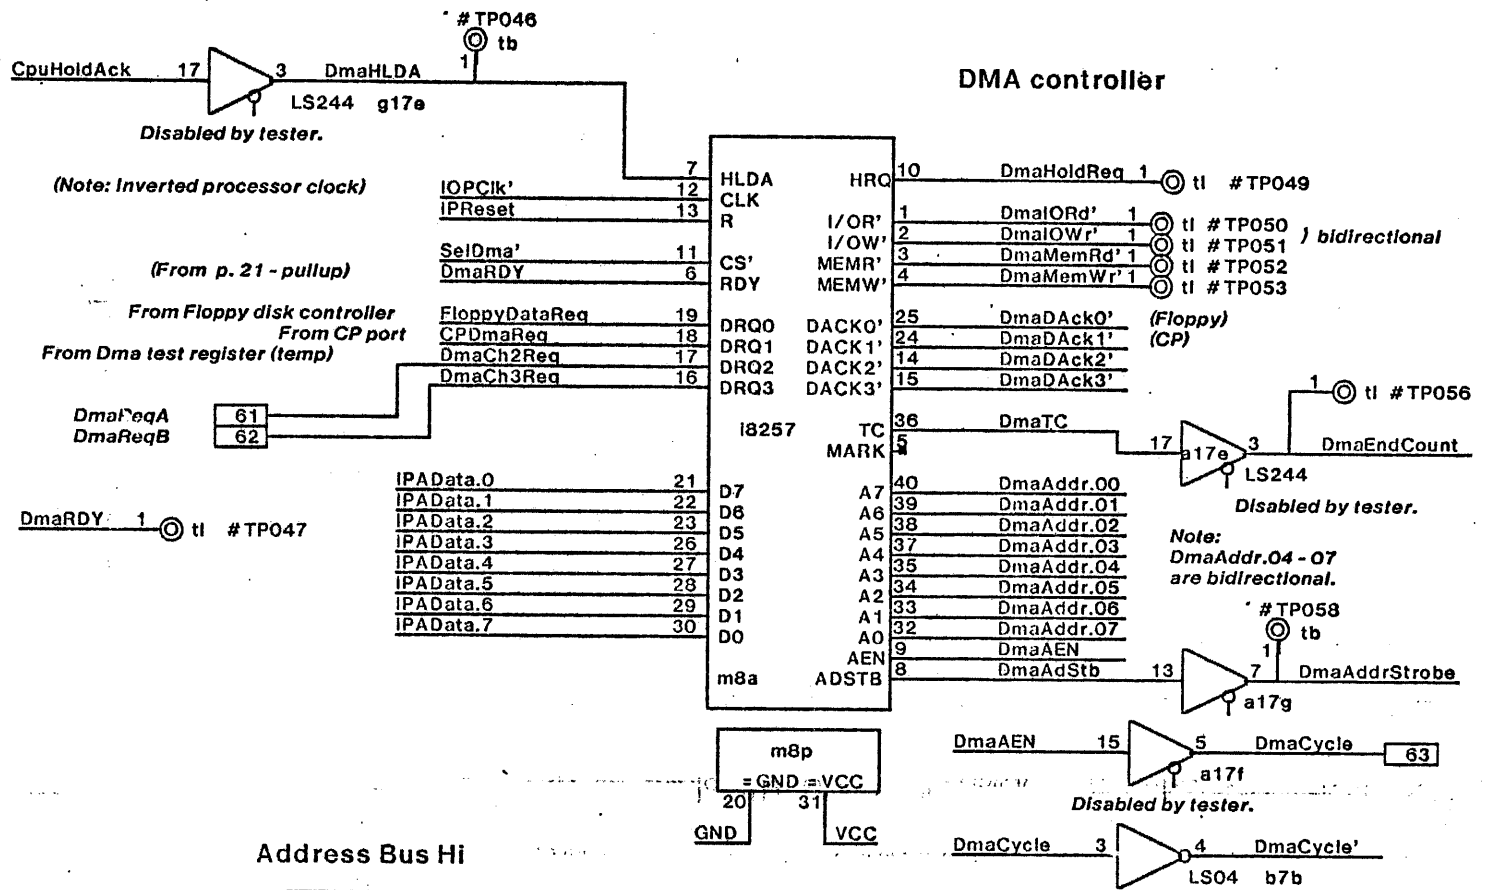 # TP046
tb
1
CpuHoldAck 17 3 DmaHLDA
LS244 g17e
Disabled by tester.
DMA controller
(Note: Inverted processor clock)
7 HLDA
IOPClk' 12 CLK
IPReset 13 R
SelDma' 11 CS'
(From p. 21 - pullup)
DmaRDY 6 RDY
From Floppy disk controller
FloppyDataReq 19 DRQ0
From CP port
CPDmaReq 18 DRQ1
From Dma test register (temp)
DmaCh2Req 17 DRQ2
DmaCh3Req 16 DRQ3
DmaReqA 61
DmaReqB 62
I8257
IPAData.0 21 D7
IPAData.1 22 D6
IPAData.2 23 D5
IPAData.3 26 D4
IPAData.4 27 D3
IPAData.5 28 D2
IPAData.6 29 D1
IPAData.7 30 D0
DmaRDY 1 tl # TP047
m8a
HRQ 10 DmaHoldReq 1 tl # TP049
I/OR' 1 DmaIORd' 1 tl # TP050
I/OW' 2 DmaIOWr' 1 tl # TP051
) bidirectional
MEMR' 3 DmaMemRd' 1 tl # TP052
MEMW' 4 DmaMemWr' 1 tl # TP053
DACK0' 25 DmaDAck0' (Floppy)
DACK1' 24 DmaDAck1' (CP)
DACK2' 14 DmaDAck2'
DACK3' 15 DmaDAck3'
TC 36 DmaTC
MARK 5
1 tl # TP056
17 a17e 3 DmaEndCount
LS244
Disabled by tester.
A7 40 DmaAddr.00
A6 39 DmaAddr.01
A5 38 DmaAddr.02
A4 37 DmaAddr.03
A3 35 DmaAddr.04
A2 34 DmaAddr.05
A1 33 DmaAddr.06
A0 32 DmaAddr.07
AEN 9 DmaAEN
ADSTB 8 DmaAdStb
Note:
DmaAddr.04 - 07
are bidirectional.
# TP058
tb
1
13 7 DmaAddrStrobe
a17g
DmaAEN 15 5 DmaCycle 63
a17f
Disabled by tester.
DmaCycle 3 4 DmaCycle'
LS04 b7b
m8p
=GND =VCC
20 31
GND VCC
Address Bus Hi